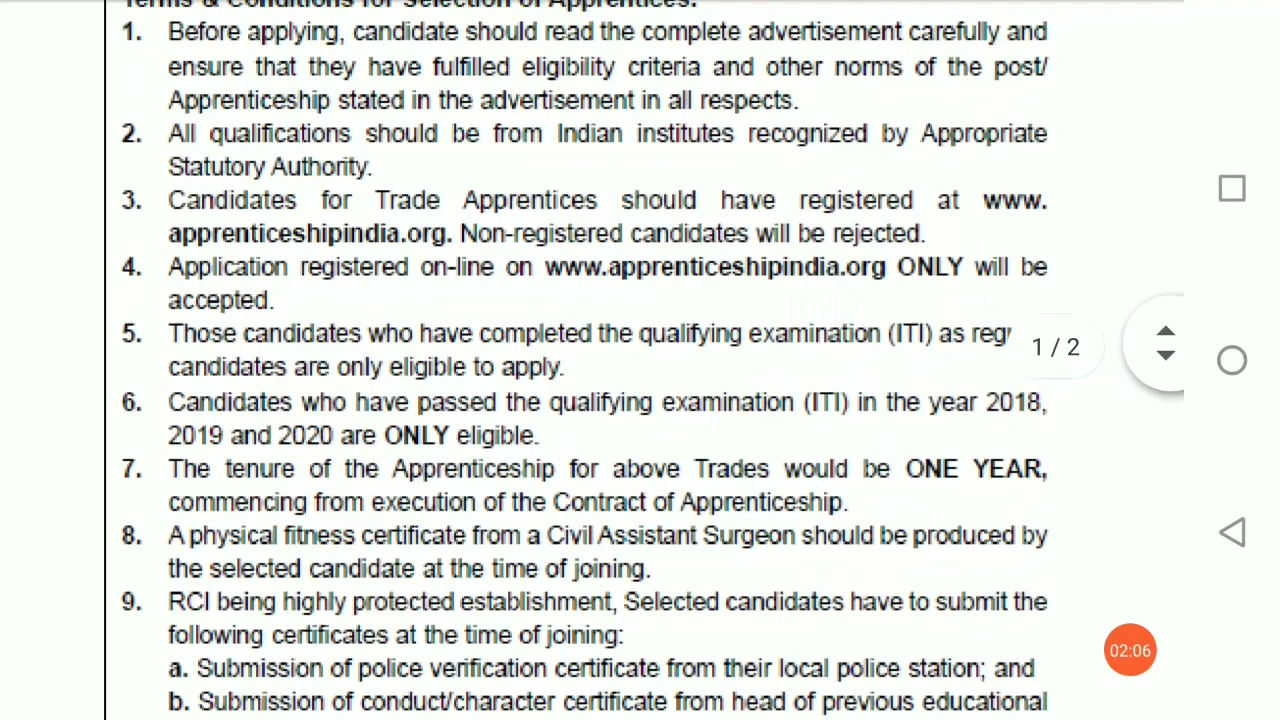 Terms & Conditions for Selection of Apprentices:
1. Before applying, candidate should read the complete advertisement carefully and
ensure that they have fulfilled eligibility criteria and other norms of the post/
Apprenticeship stated in the advertisement in all respects.
2. All qualifications should be from Indian institutes recognized by Appropriate
Statutory Authority.
3. Candidates for Trade Apprentices should have registered at www.
apprenticeshipindia.org. Non-registered candidates will be rejected.
4. Application registered on-line on www.apprenticeshipindia.org ONLY will be
accepted.
5. Those candidates who have completed the qualifying examination (ITI) as
candidates are only eligible to apply.
1 / 2
6. Candidates who have passed the qualifying examination (ITI) in the year 2018,
2019 and 2020 are ONLY eligible.
7. The tenure of the Apprenticeship for above Trades would be ONE YEAR,
commencing from execution of the Contract of Apprenticeship.
8. A physical fitness certificate from a Civil Assistant Surgeon should be produced by
the selected candidate at the time of joining.
9. RCI being highly protected establishment, Selected candidates have to submit the
following certificates at the time of joining:
a. Submission of police verification certificate from their local police station; and
b. Submission of conduct/character certificate from head of previous educational
02:06